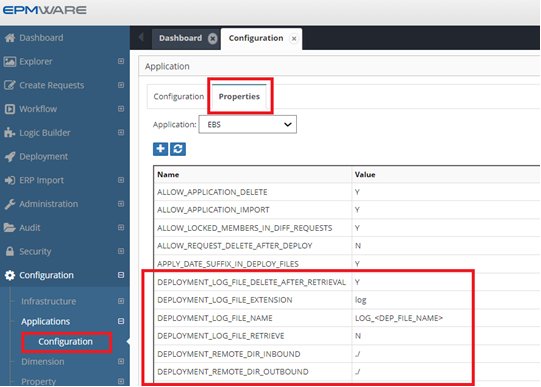 EPMWARE
Dashboard
Explorer
Create Requests
Workflow
Logic Builder
Deployment
ERP Import
Administration
Audit
Security
Configuration
Infrastructure
Applications
Configuration
Dimension
Property
Dashboard
Configuration
Application
Configuration Properties
Application: EBS
Name Value
ALLOW_APPLICATION_DELETE Y
ALLOW_APPLICATION_IMPORT Y
ALLOW_LOCKED_MEMBERS_IN_DIFF_REQUESTS Y
ALLOW_REQUEST_DELETE_AFTER_DEPLOY N
APPLY_DATE_SUFFIX_IN_DEPLOY_FILES Y
DEPLOYMENT_LOG_FILE_DELETE_AFTER_RETRIEVAL Y
DEPLOYMENT_LOG_FILE_EXTENSION log
DEPLOYMENT_LOG_FILE_NAME LOG_<DEP_FILE_NAME>
DEPLOYMENT_LOG_FILE_RETRIEVE N
DEPLOYMENT_REMOTE_DIR_INBOUND ./
DEPLOYMENT_REMOTE_DIR_OUTBOUND ./